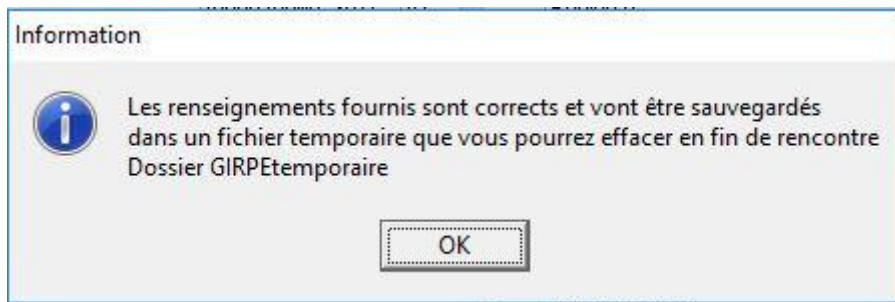 Information
Les renseignements fournis sont corrects et vont être sauvegardés
dans un fichier temporaire que vous pourrez effacer en fin de rencontre
Dossier GIRPEtemporaire
OK